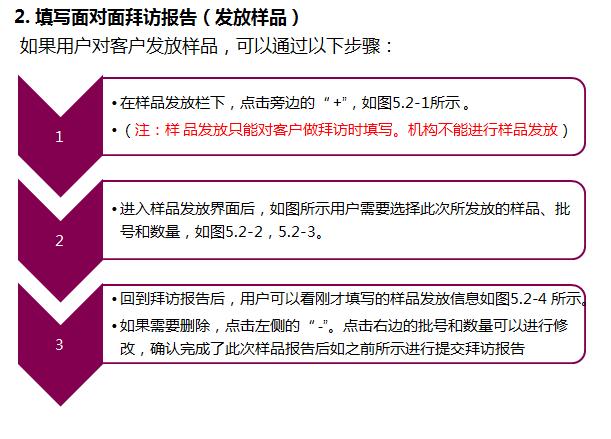 2. 填写面对面拜访报告（发放样品）
如果用户对客户发放样品，可以通过以下步骤：
1
•在样品发放栏下，点击旁边的“ +”，如图5.2-1所示 。
•（注：样 品发放只能对客户做拜访时填写。机构不能进行样品发放）
2
•进入样品发放界面后，如图所示用户需要选择此次所发放的样品、批
号和数量，如图5.2-2，5.2-3。
3
•回到拜访报告后，用户可以看刚才填写的样品发放信息如图5.2-4 所示。
•如果需要删除，点击左侧的“ -”。点击右边的批号和数量可以进行修
改，确认完成了此次样品报告后如之前所示进行提交拜访报告